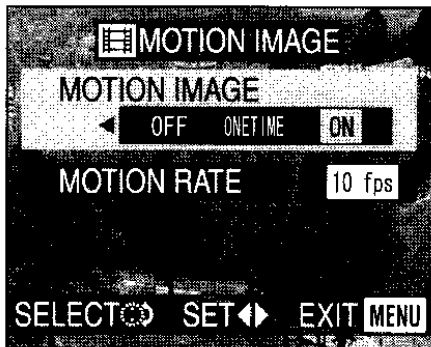 MOTION IMAGE
MOTION IMAGE
OFF ONETIME ON
MOTION RATE 10 fps
SELECT SET EXIT MENU